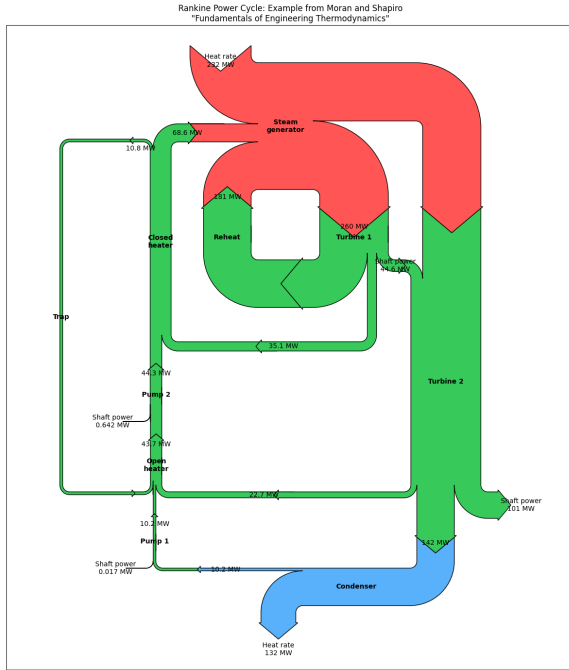 Rankine Power Cycle: Example from Moran and Shapiro
"Fundamentals of Engineering Thermodynamics"
Heat rate
232 MW
Steam
generator
68.6 MW
10.8 MW
181 MW
260 MW
Closed
heater
Reheat
Turbine 1
Shaft power
44.6 MW
Trap
35.1 MW
44.3 MW
Turbine 2
Pump 2
Shaft power
0.642 MW
43.7 MW
Open
heater
22.7 MW
Shaft power
101 MW
10.2 MW
Pump 1
142 MW
Shaft power
0.017 MW
10.2 MW
Condenser
Heat rate
132 MW